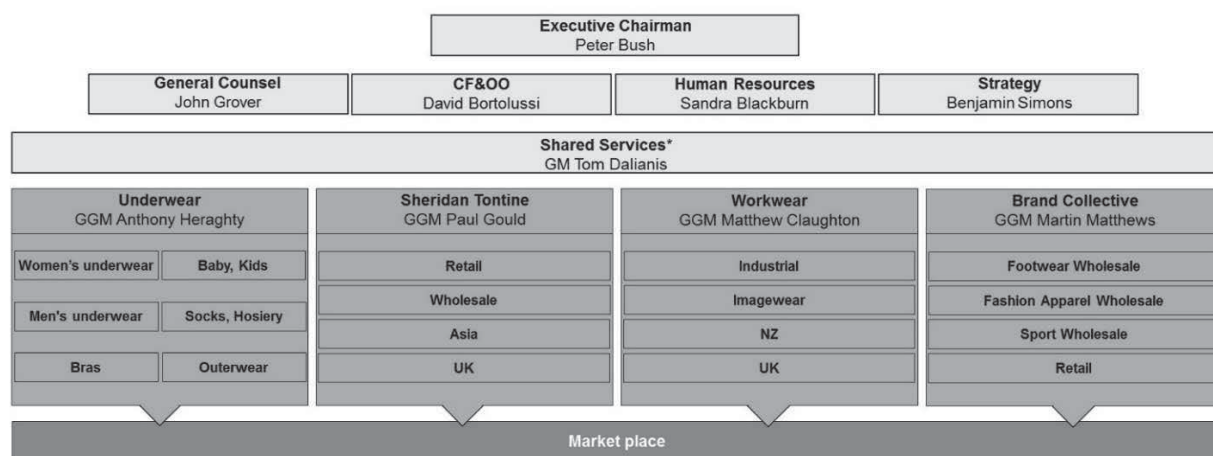 Executive Chairman
Peter Bush
General Counsel
John Grover
CF&OO
David Bortolussi
Human Resources
Sandra Blackburn
Strategy
Benjamin Simons
Shared Services*
GM Tom Dalianis
Underwear
GGM Anthony Heraghty
Women's underwear
Baby, Kids
Men's underwear
Socks, Hosiery
Bras
Outerwear
Sheridan Tontine
GGM Paul Gould
Retail
Wholesale
Asia
UK
Workwear
GGM Matthew Claughton
Industrial
Imagewear
NZ
UK
Brand Collective
GGM Martin Matthews
Footwear Wholesale
Fashion Apparel Wholesale
Sport Wholesale
Retail
Market place